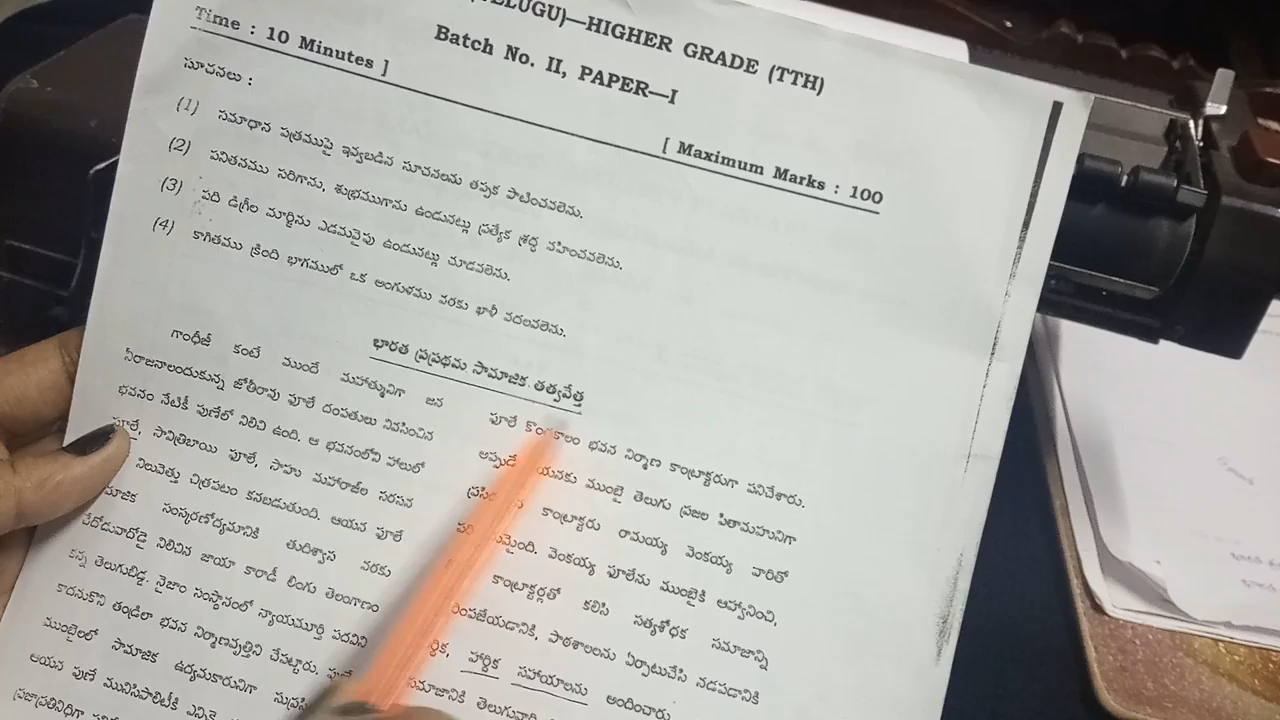 (TELUGU)—HIGHER GRADE (TTH)
Batch No. II, PAPER—I
Time : 10 Minutes ]
[ Maximum Marks : 100
సూచనలు :
(1) సమాధాన పత్రముపై ఇవ్వబడిన సూచనలను తప్పక పాటించవలెను.
(2) పనితనము సరిగాను, శుభ్రముగాను ఉండునట్లు ప్రత్యేక శ్రద్ధ వహించవలెను.
(3) పది డిగ్రీల మార్జిను ఎడమవైపు ఉండునట్లు చూడవలెను.
(4) కాగితము క్రింది భాగములో ఒక అంగుళము వరకు ఖాళీ వదలవలెను.
భారత ప్రప్రథమ సామాజిక తత్వవేత్త
గాంధీజీ కంటే ముందే మహాత్మునిగా జన
నీరాజనాలందుకున్న జోతీరావు పూలే దంపతులు నివసించిన
భవనం నేటికీ పుణేలో నిలిచి ఉంది. ఆ భవనంలోని హాలులో
పూలే, సావిత్రిబాయి పూలే, సాహు మహారాజ్‌ల సరసన
నిలువెత్తు చిత్రపటం కనబడుతుంది. ఆయన పూలే
సంస్కరణోద్యమానికి తుదిశ్వాస వరకు
చేదోడువాదోడై నిలిచిన జాయా కారాడీ లింగు తెలంగాణం
కన్న తెలుగుబిడ్డ. నైజాం సంస్థానంలో న్యాయమూర్తి పదవిని
కాదనుకొని తండ్రిలా భవన నిర్మాణవృత్తిని చేపట్టారు.
ముంబైలలో సామాజిక ఉద్యమకారునిగా
ఆయన పుణే మునిసిపాలిటీకి
పూలే భవన నిర్మాణ కాంట్రాక్టరుగా పనిచేశారు.
అప్పుడే ముంబై తెలుగు ప్రజల పితామహునిగా
కాంట్రాక్టరు రామయ్య వెంకయ్య వారితో
వెంకయ్య పూలేను ముంబైకి ఆహ్వానించి,
కాంట్రాక్టర్లతో కలిసి సత్యశోధక సమాజాన్ని
పాఠశాలలను ఏర్పాటుచేసి నడపడానికి
హార్దిక సహాయాలను అందించారు.
సమాజానికి